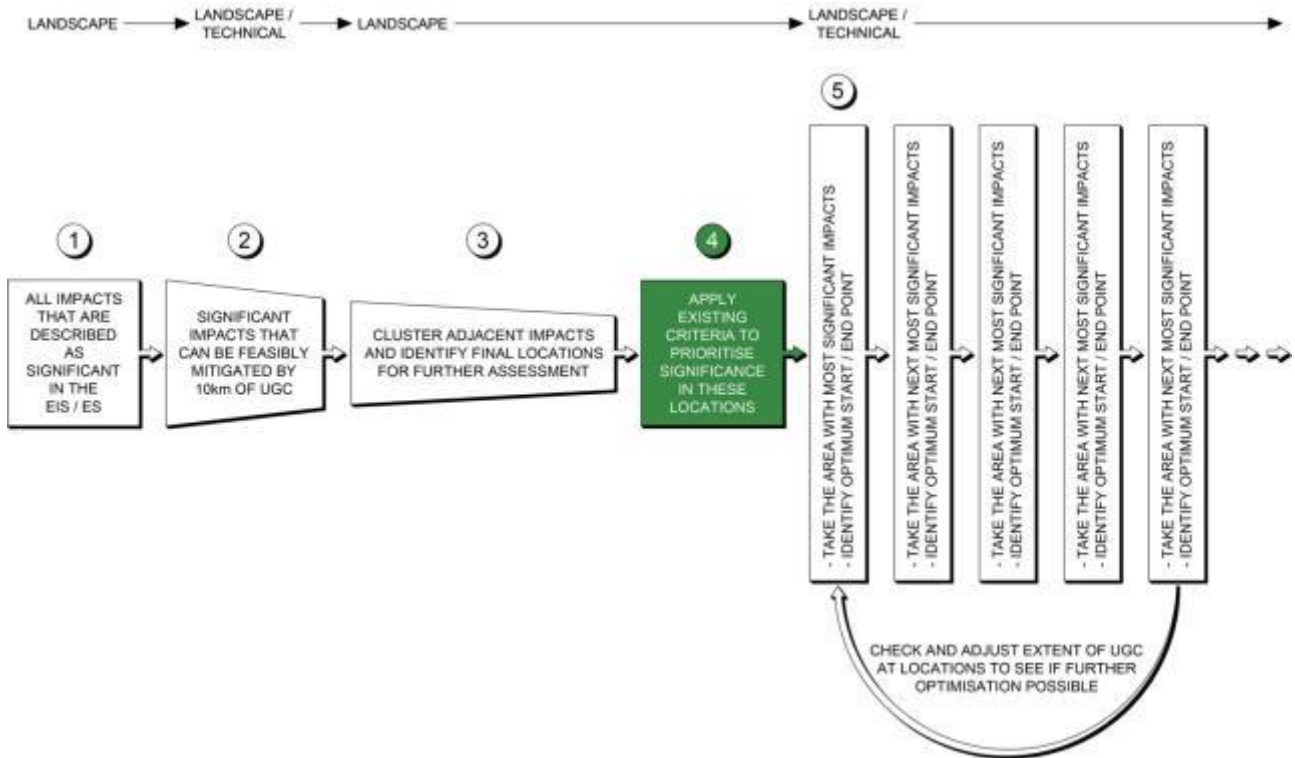 LANDSCAPE
LANDSCAPE /
TECHNICAL
LANDSCAPE
LANDSCAPE /
TECHNICAL
1
ALL IMPACTS
THAT ARE
DESCRIBED
AS
SIGNIFICANT
IN THE
EIS / ES
2
SIGNIFICANT
IMPACTS THAT
CAN BE FEASIBLY
MITIGATED BY
10km OF UGC
3
CLUSTER ADJACENT IMPACTS
AND IDENTIFY FINAL LOCATIONS
FOR FURTHER ASSESSMENT
4
APPLY
EXISTING
CRITERIA TO
PRIORITISE
SIGNIFICANCE
IN THESE
LOCATIONS
5
- TAKE THE AREA WITH MOST SIGNIFICANT IMPACTS
- IDENTIFY OPTIMUM START / END POINT
- TAKE THE AREA WITH NEXT MOST SIGNIFICANT IMPACTS
- IDENTIFY OPTIMUM START / END POINT
- TAKE THE AREA WITH NEXT MOST SIGNIFICANT IMPACTS
- IDENTIFY OPTIMUM START / END POINT
- TAKE THE AREA WITH NEXT MOST SIGNIFICANT IMPACTS
- IDENTIFY OPTIMUM START / END POINT
- TAKE THE AREA WITH NEXT MOST SIGNIFICANT IMPACTS
- IDENTIFY OPTIMUM START / END POINT
CHECK AND ADJUST EXTENT OF UGC
AT LOCATIONS TO SEE IF FURTHER
OPTIMISATION POSSIBLE